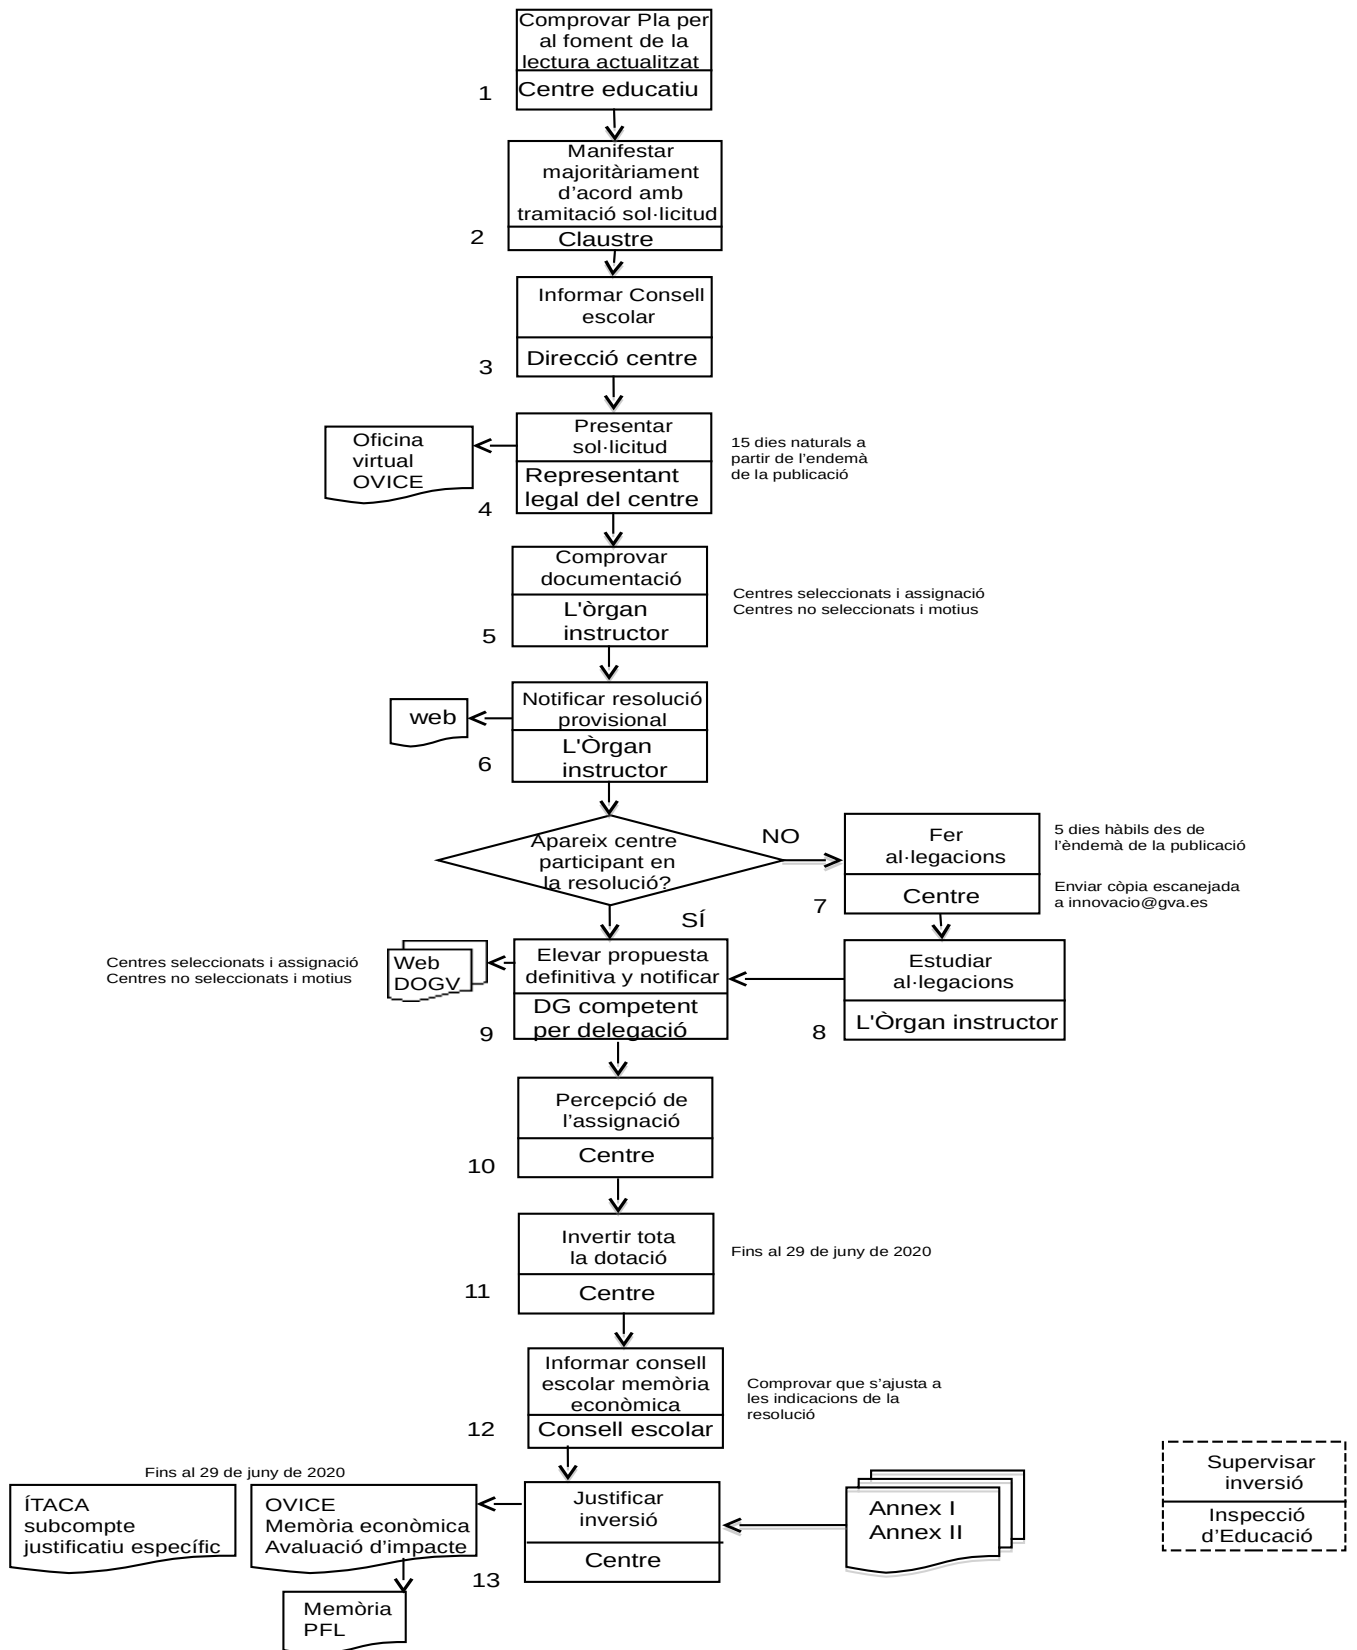 Comprovar Pla per
al foment de la
lectura actualitzat
1
Centre educatiu
Manifestar
majoritàriament
d’acord amb
tramitació sol·licitud
2
Claustre
Informar Consell
escolar
3
Direcció centre
Presentar
sol·licitud
Representant
legal del centre
4
Oficina
virtual
OVICE
15 dies naturals a
partir de l’endemà
de la publicació
Comprovar
documentació
L'òrgan
instructor
5
Centres seleccionats i assignació
Centres no seleccionats i motius
Notificar resolució
provisional
L'Òrgan
instructor
6
web
Apareix centre
participant en
la resolució?
NO
SÍ
Fer
al·legacions
Centre
7
5 dies hàbils des de
l’èndemà de la publicació
Enviar còpia escanejada
a innovacio@gva.es
Estudiar
al·legacions
L'Òrgan instructor
8
Elevar propuesta
definitiva y notificar
DG competent
per delegació
9
Web
DOGV
Centres seleccionats i assignació
Centres no seleccionats i motius
Percepció de
l’assignació
Centre
10
Invertir tota
la dotació
Centre
11
Fins al 29 de juny de 2020
Informar consell
escolar memòria
econòmica
Consell escolar
12
Comprovar que s’ajusta a
les indicacions de la
resolució
Justificar
inversió
Centre
13
Fins al 29 de juny de 2020
ÍTACA
subcompte
justificatiu específic
OVICE
Memòria econòmica
Avaluació d’impacte
Memòria
PFL
Annex I
Annex II
Supervisar
inversió
Inspecció
d’Educació